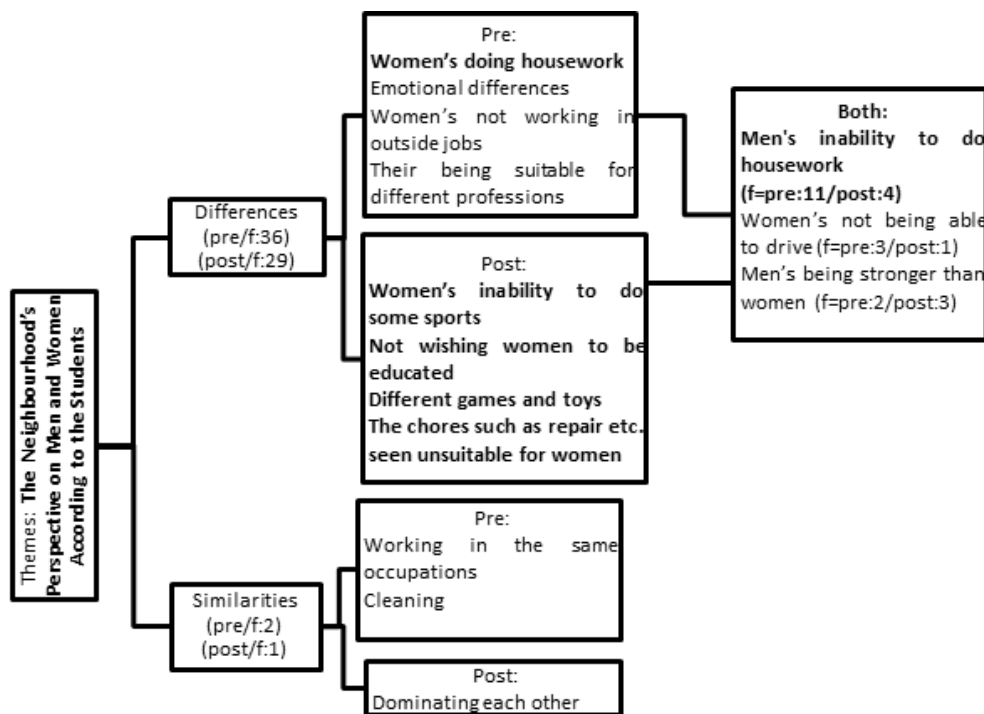 Themes: The Neighbourhood's
Perspective on Men and Women
According to the Students
Differences
(pre/f:36)
(post/f:29)
Pre:
Women's doing housework
Emotional differences
Women's not working in
outside jobs
Their being suitable for
different professions
Post:
Women's inability to do
some sports
Not wishing women to be
educated
Different games and toys
The chores such as repair etc.
seen unsuitable for women
Both:
Men's inability to do
housework
(f=pre:11/post:4)
Women's not being able
to drive (f=pre:3/post:1)
Men's being stronger than
women (f=pre:2/post:3)
Similarities
(pre/f:2)
(post/f:1)
Pre:
Working in the same
occupations
Cleaning
Post:
Dominating each other